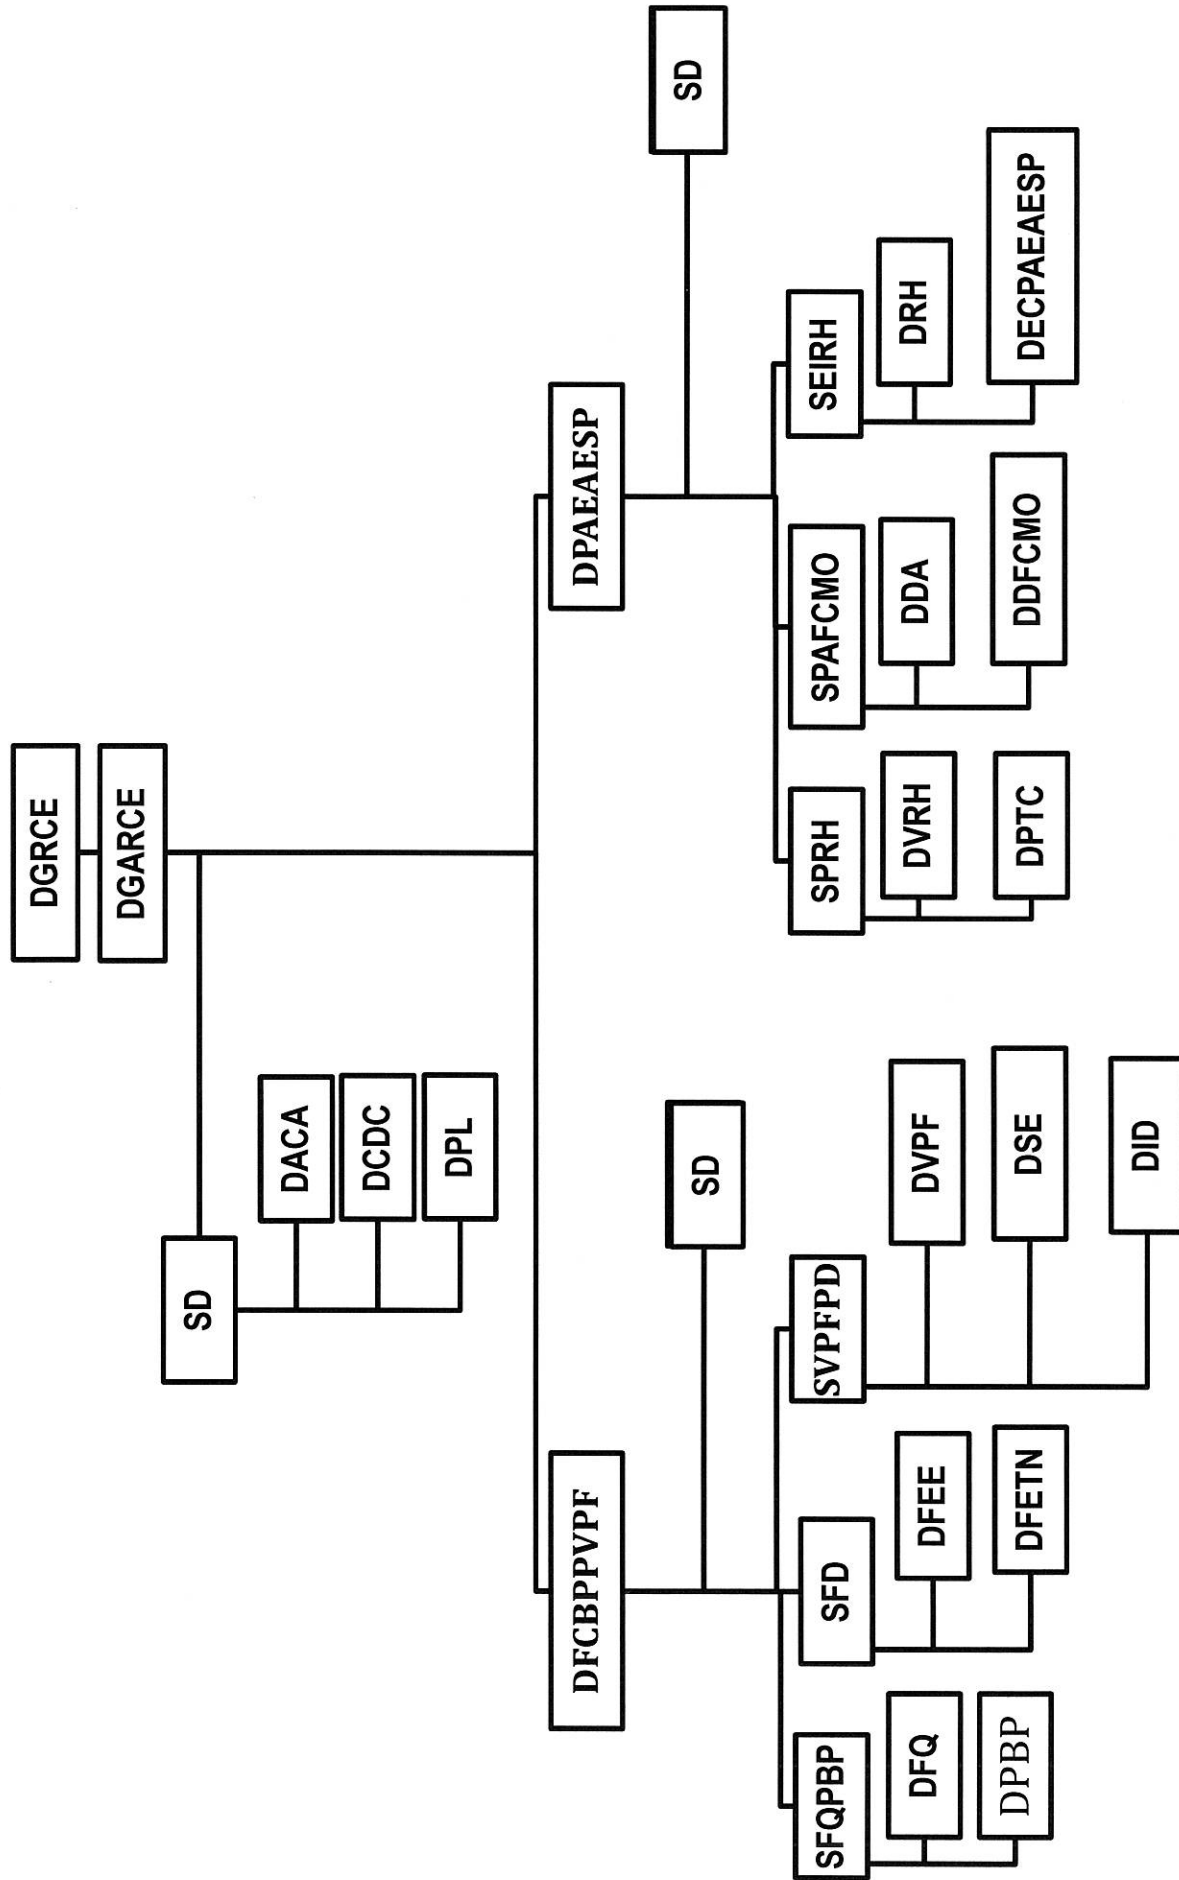 DGRCE
DGARCE
SD
DACA
DCDC
DPL
DFCBPPVPF
DPAEAESP
SD
SD
SFQPBP
DFQ
DPBP
SFD
DFEE
DFETN
SVPFPD
DVPF
DSE
DID
SPRH
DVRH
DPTC
SPAFCMO
DDA
DDFCMO
SEIRH
DRH
DECPAEAESP